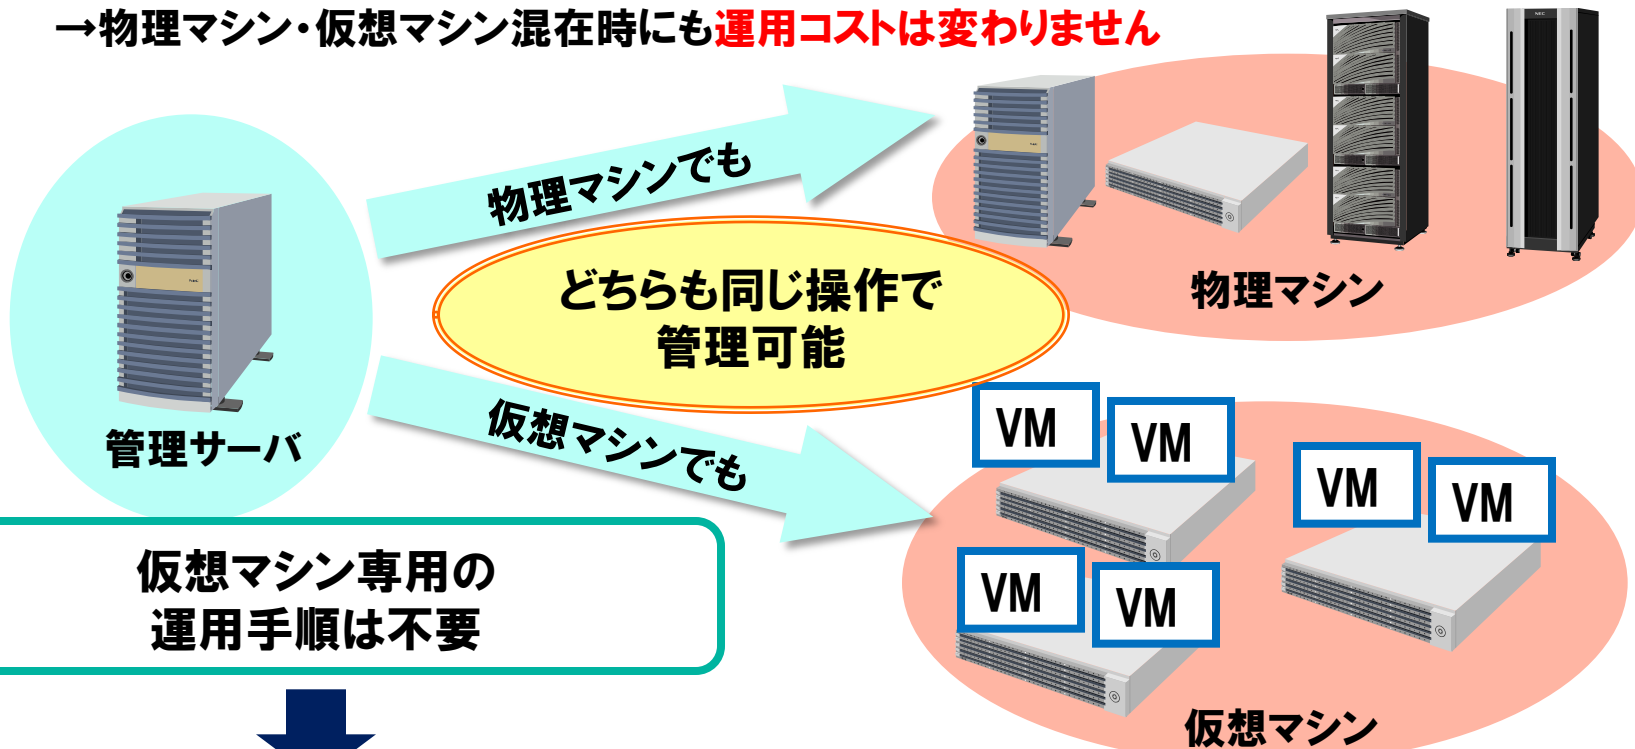 →物理マシン・仮想マシン混在時にも運用コストは変わりません
物理マシンでも
どちらも同じ操作で
管理可能
物理マシン
仮想マシンでも
管理サーバ
VM
VM
VM
VM
VM
VM
仮想マシン専用の
運用手順は不要
仮想マシン